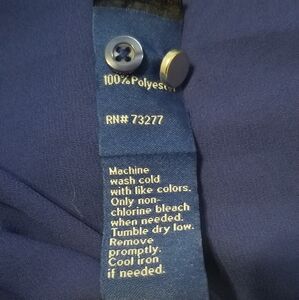 100% Polyester
RN# 73277
Machine
wash cold
with like colors.
Only non-
chlorine bleach
when needed.
Tumble dry low.
Remove
promptly.
Cool iron
if needed.